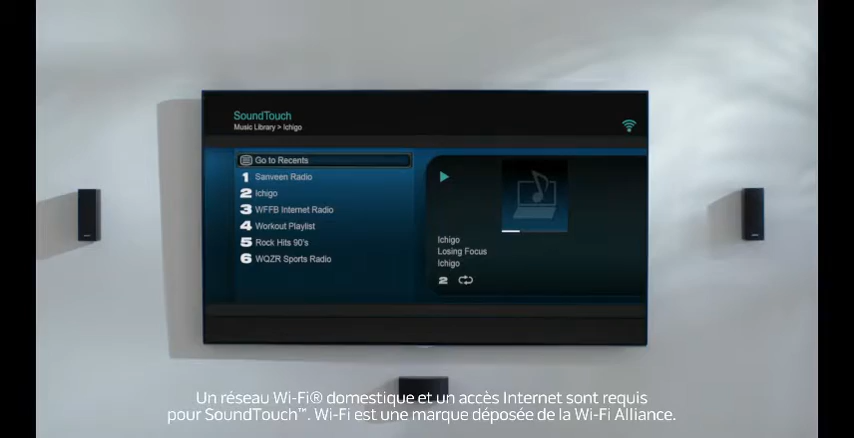 SoundTouch
Music Library > Ichigo
Go to Recents
1 Sanveen Radio
2 Ichigo
3 WFFB Internet Radio
4 Workout Playlist
5 Rock Hits 90's
6 WQZR Sports Radio
Ichigo
Losing Focus
Ichigo
2
Un réseau Wi-Fi® domestique et un accès Internet sont requis
pour SoundTouch™. Wi-Fi est une marque déposée de la Wi-Fi Alliance.